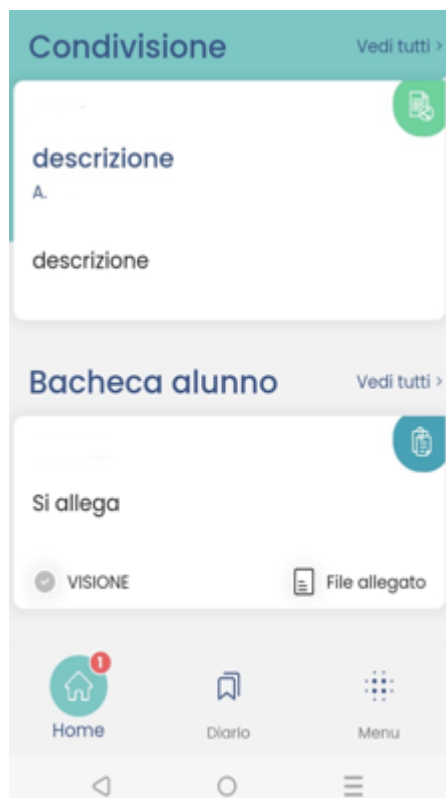 Condivisione
Vedi tutti >
descrizione
A.
descrizione
Bacheca alunno
Vedi tutti >
Si allega
VISIONE
File allegato
1
Home
Diario
Menu